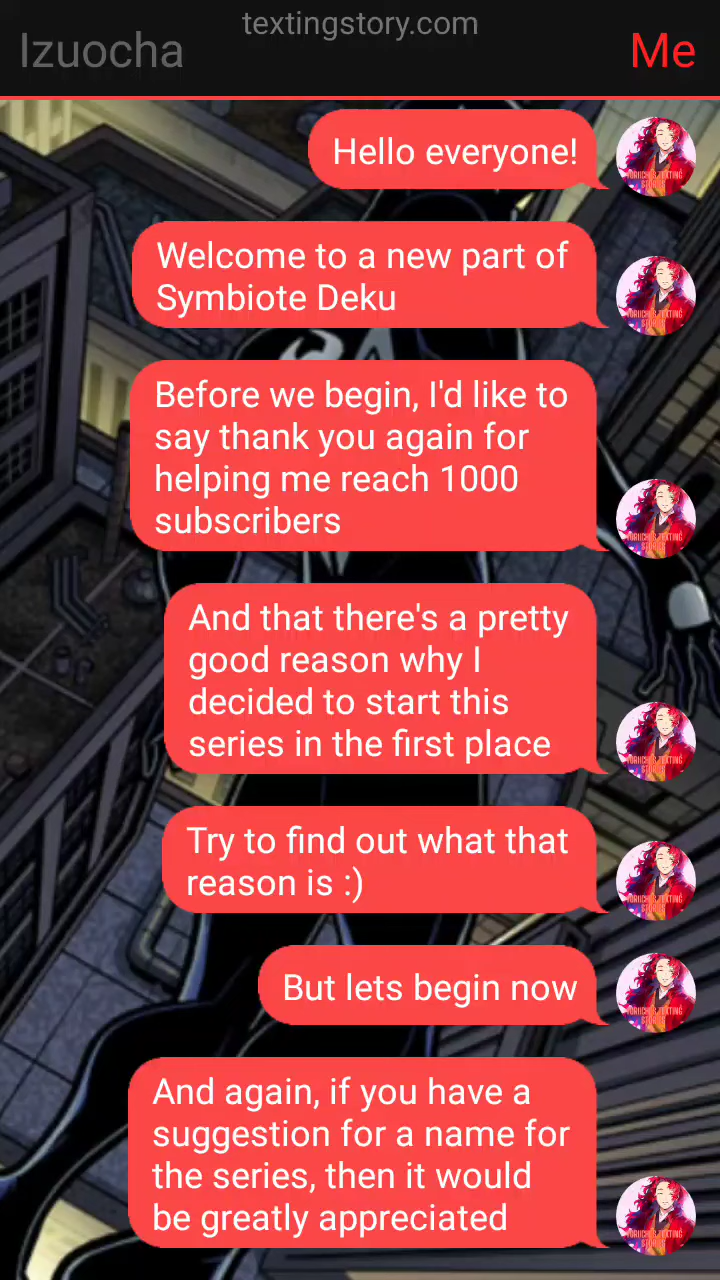 textingstory.com
Izuocha
Me
Hello everyone!
Welcome to a new part of
Symbiote Deku
Before we begin, I'd like to
say thank you again for
helping me reach 1000
subscribers
And that there's a pretty
good reason why I
decided to start this
series in the first place
Try to find out what that
reason is :)
But lets begin now
And again, if you have a
suggestion for a name for
the series, then it would
be greatly appreciated